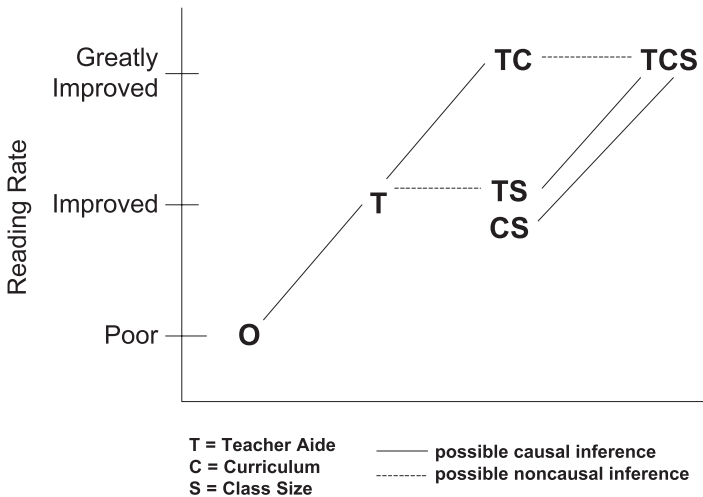 Greatly
Improved
TC
TCS
Reading Rate
Improved
T
TS
CS
Poor
O
T = Teacher Aide
C = Curriculum
S = Class Size
possible causal inference
possible noncausal inference